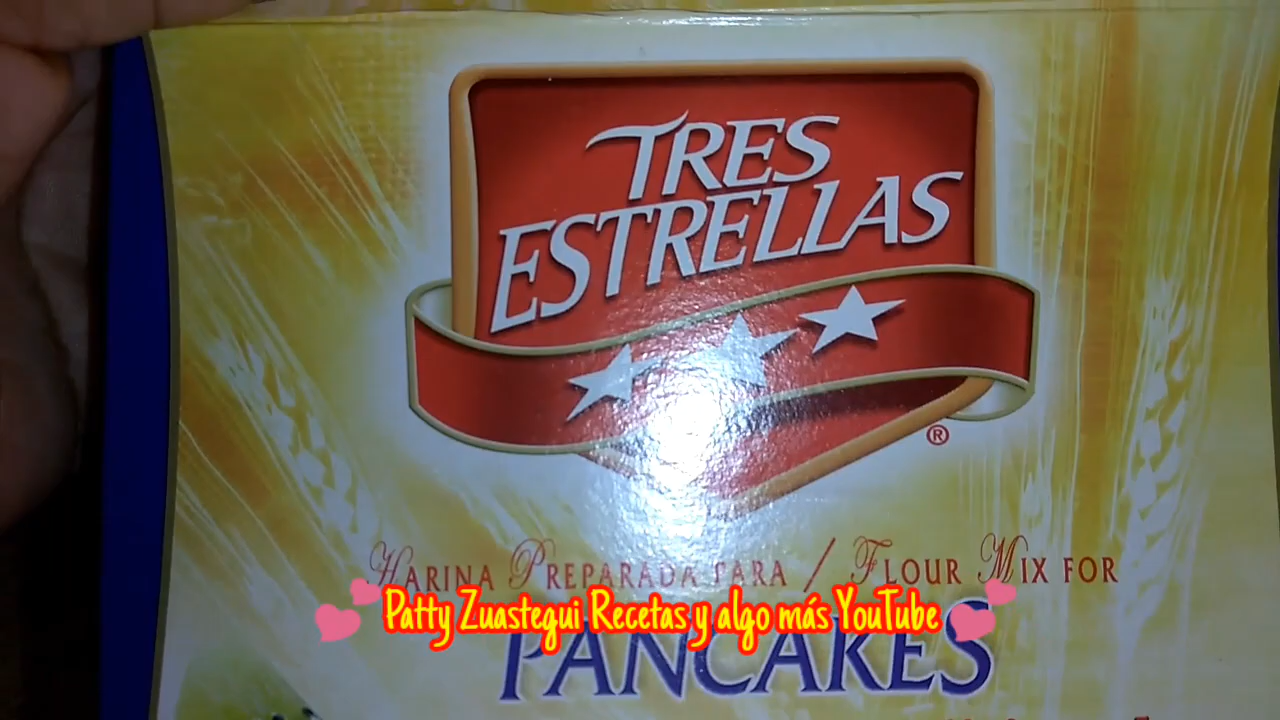 TRES
ESTRELLAS
®
HARINA PREPARADA PARA / FLOUR MIX FOR
Patty Zuastegui Recetas y algo más YouTube
PANCAKES